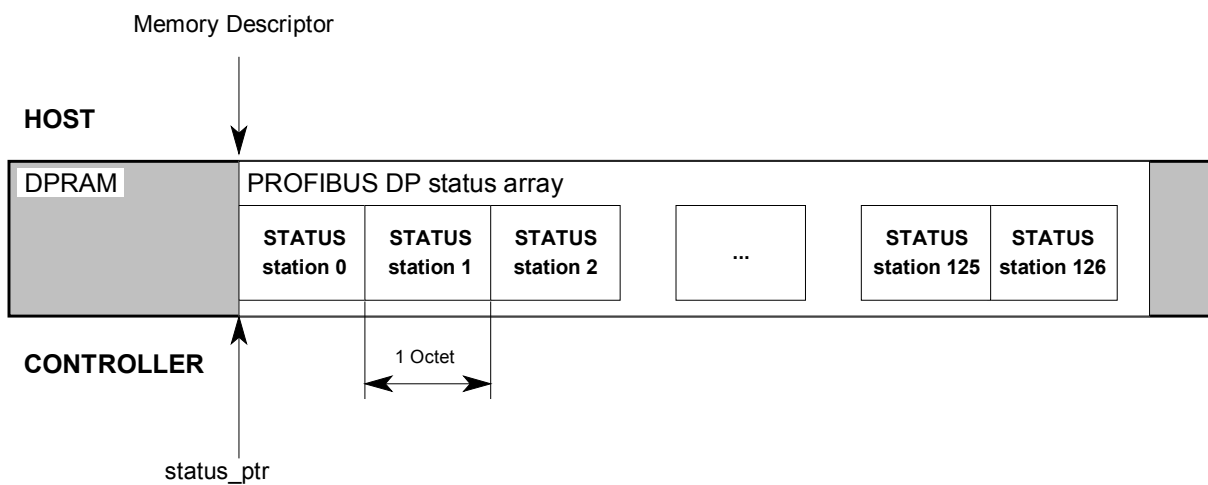 Memory Descriptor
HOST
DPRAM
PROFIBUS DP status array
STATUS
station 0
STATUS
station 1
STATUS
station 2
...
STATUS
station 125
STATUS
station 126
CONTROLLER
1 Octet
status_ptr